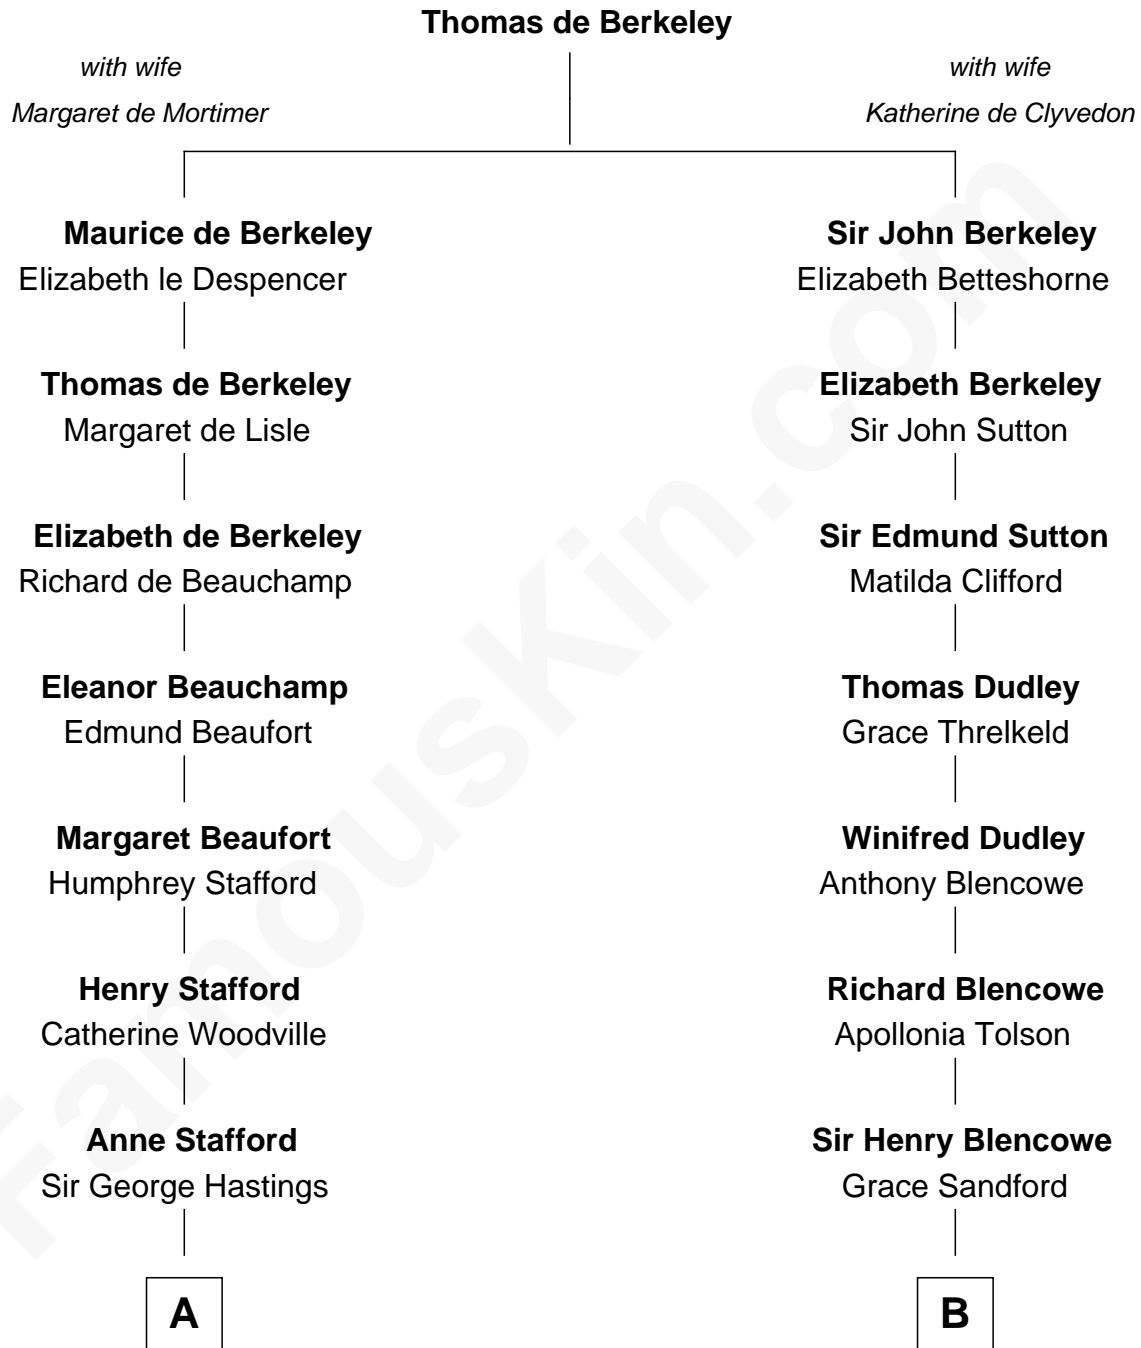 Thomas de Berkeley
with wife
Margaret de Mortimer
with wife
Katherine de Clyvedon
Maurice de Berkeley
Elizabeth le Despencer
Sir John Berkeley
Elizabeth Betteshorne
Thomas de Berkeley
Margaret de Lisle
Elizabeth Berkeley
Sir John Sutton
Elizabeth de Berkeley
Richard de Beauchamp
Sir Edmund Sutton
Matilda Clifford
Eleanor Beauchamp
Edmund Beaufort
Thomas Dudley
Grace Threlkeld
Margaret Beaufort
Humphrey Stafford
Winifred Dudley
Anthony Blencowe
Henry Stafford
Catherine Woodville
Richard Blencowe
Apollonia Tolson
Anne Stafford
Sir George Hastings
Sir Henry Blencowe
Grace Sandford
A
B
FamousKin.com